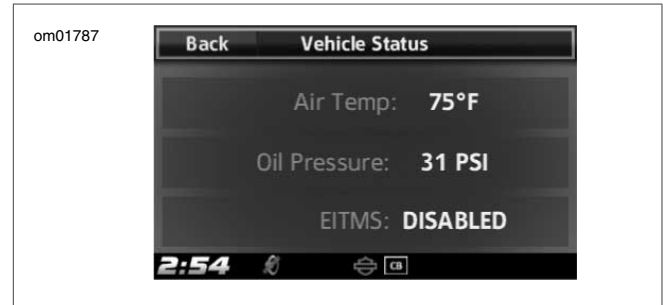 om01787
Back Vehicle Status
Air Temp: 75°F
Oil Pressure: 31 PSI
EITMS: DISABLED
2:54 CB